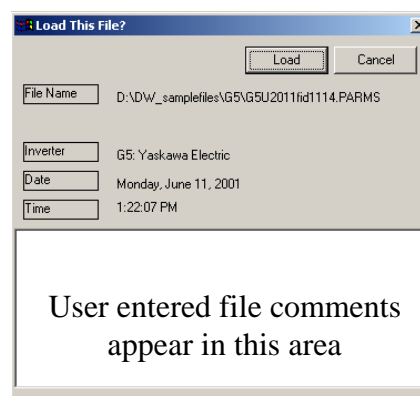 Load This File?
Load Cancel
File Name D:\DW_samplefiles\G5\G5U2011fid1114.PARMS
Inverter G5: Yaskawa Electric
Date Monday, June 11, 2001
Time 1:22:07 PM
User entered file comments
appear in this area